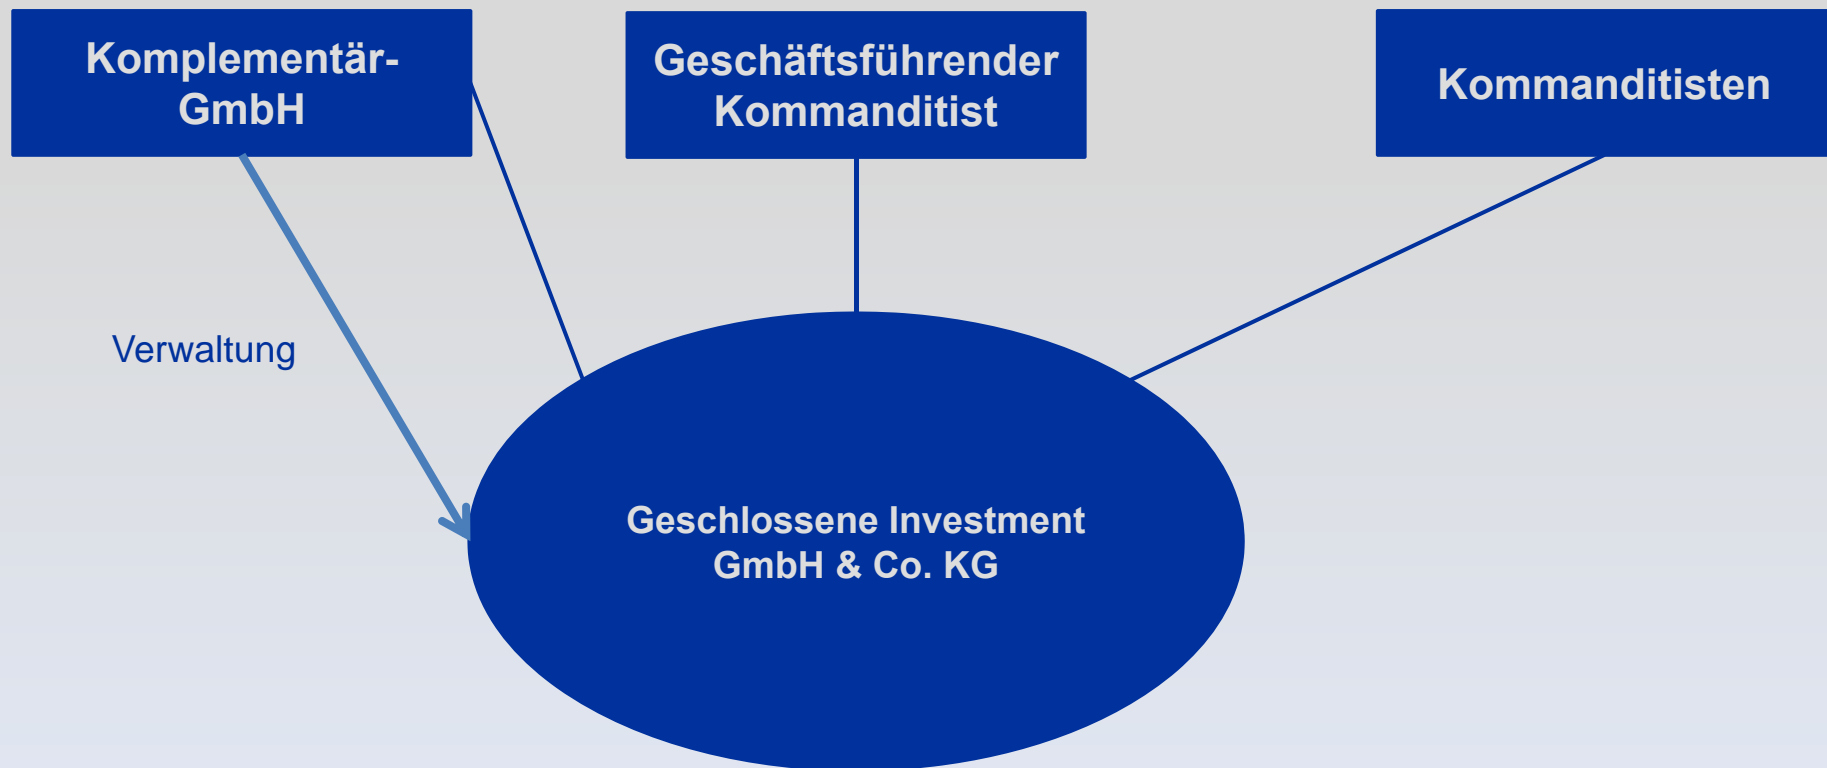 Komplementär-
GmbH
Geschäftsführender
Kommanditist
Kommanditisten
Verwaltung
Geschlossene Investment
GmbH & Co. KG